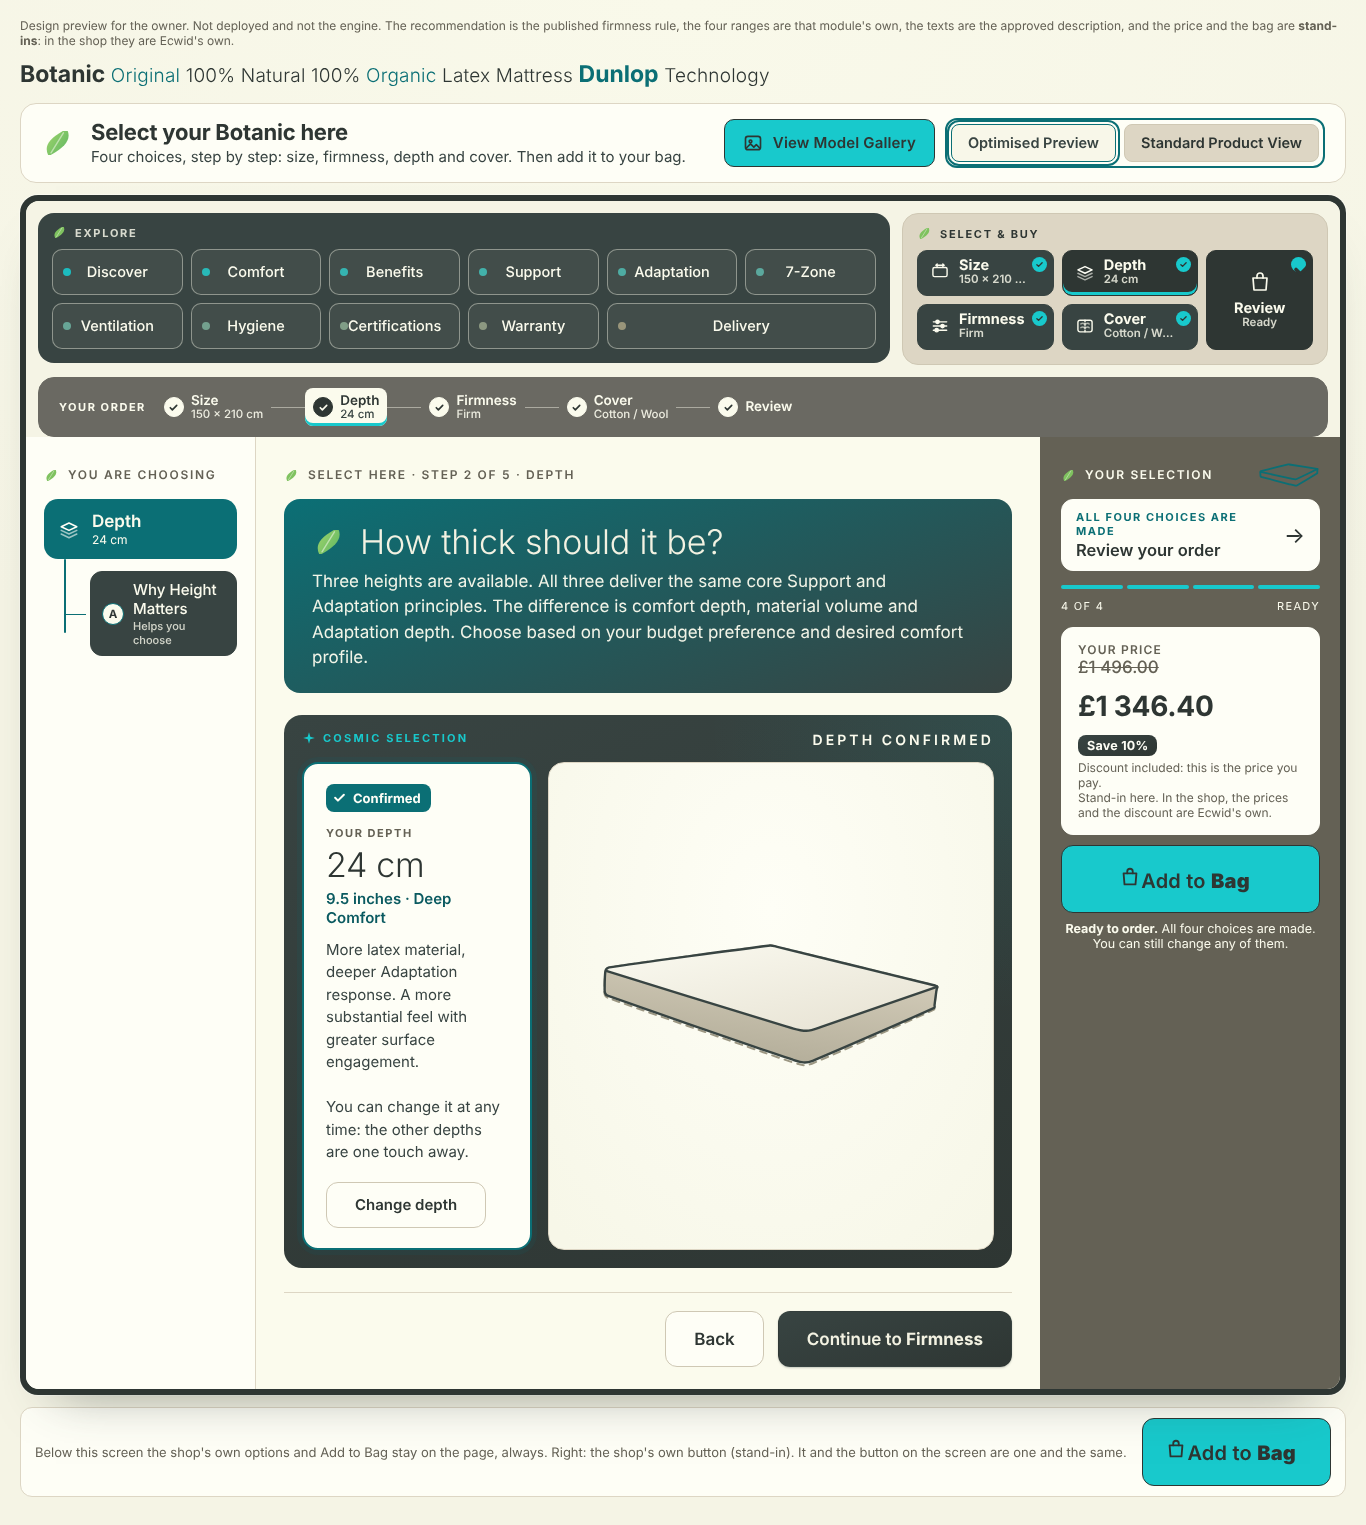 Design preview for the owner. Not deployed and not the engine. The recommendation is the published firmness rule, the four ranges are that module's own, the texts are the approved description, and the price and the bag are stand-
ins: in the shop they are Ecwid's own.
Botanic Original 100% Natural 100% Organic Latex Mattress Dunlop Technology
Select your Botanic here
Four choices, step by step: size, firmness, depth and cover. Then add it to your bag.
View Model Gallery
Optimised Preview
Standard Product View
EXPLORE
Discover
Comfort
Benefits
Support
Adaptation
7-Zone
Ventilation
Hygiene
Certifications
Warranty
Delivery
SELECT & BUY
Size
150 × 210 ...
Depth
24 cm
Firmness
Firm
Cover
Cotton / W...
Review
Ready
YOUR ORDER
Size
150 × 210 cm
Depth
24 cm
Firmness
Firm
Cover
Cotton / Wool
Review
YOU ARE CHOOSING
Depth
24 cm
A
Why Height
Matters
Helps you
choose
SELECT HERE · STEP 2 OF 5 · DEPTH
How thick should it be?
Three heights are available. All three deliver the same core Support and
Adaptation principles. The difference is comfort depth, material volume and
Adaptation depth. Choose based on your budget preference and desired comfort
profile.
COSMIC SELECTION
DEPTH CONFIRMED
Confirmed
YOUR DEPTH
24 cm
9.5 inches · Deep
Comfort
More latex material,
deeper Adaptation
response. A more
substantial feel with
greater surface
engagement.
You can change it at any
time: the other depths
are one touch away.
Change depth
Back
Continue to Firmness
YOUR SELECTION
ALL FOUR CHOICES ARE
MADE
Review your order
4 OF 4
READY
YOUR PRICE
£1 496.00
£1 346.40
Save 10%
Discount included: this is the price you
pay.
Stand-in here. In the shop, the prices
and the discount are Ecwid's own.
Add to Bag
Ready to order. All four choices are made.
You can still change any of them.
Below this screen the shop's own options and Add to Bag stay on the page, always. Right: the shop's own button (stand-in). It and the button on the screen are one and the same.
Add to Bag